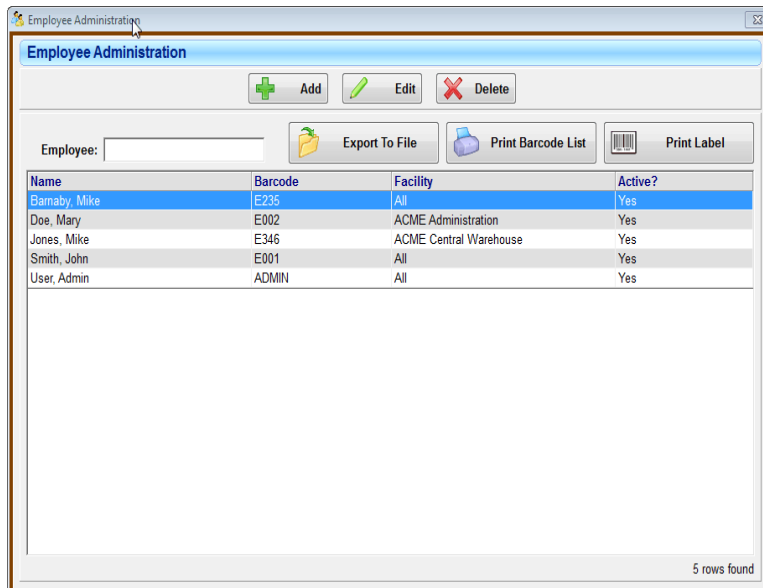 Employee Administration
Employee Administration
Add Edit Delete
Employee: Export To File Print Barcode List Print Label
Name Barcode Facility Active?
Barnaby, Mike E235 All Yes
Doe, Mary E002 ACME Administration Yes
Jones, Mike E346 ACME Central Warehouse Yes
Smith, John E001 All Yes
User, Admin ADMIN All Yes
5 rows found